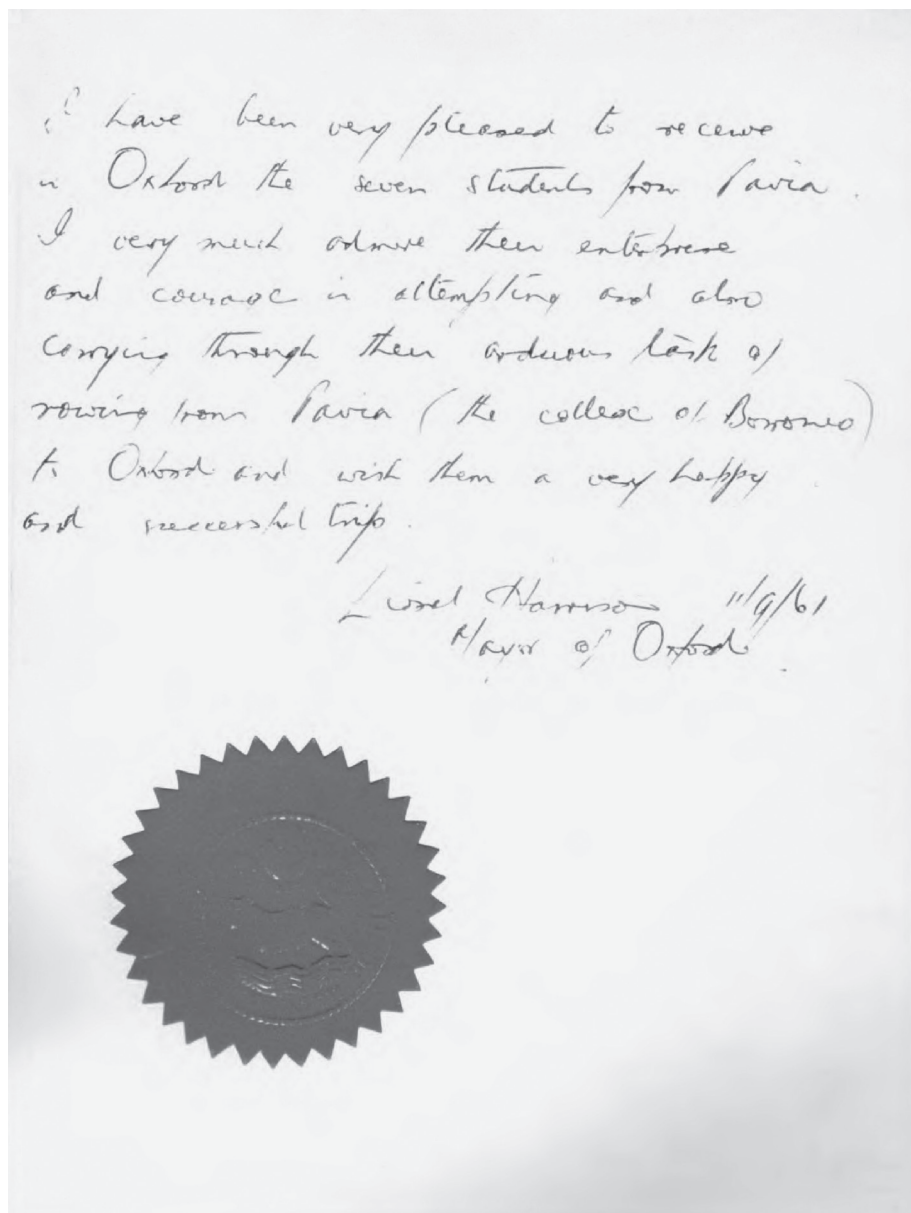 I have been very pleased to receive
in Oxford the seven students from Pavia.
I very much admire their enterprise
and courage in attempting and also
carrying through their arduous task of
rowing from Pavia (the college of Borromeo)
to Oxford and wish them a very happy
and successful trip.
Lionel Harrison 11/9/61
Mayor of Oxford.